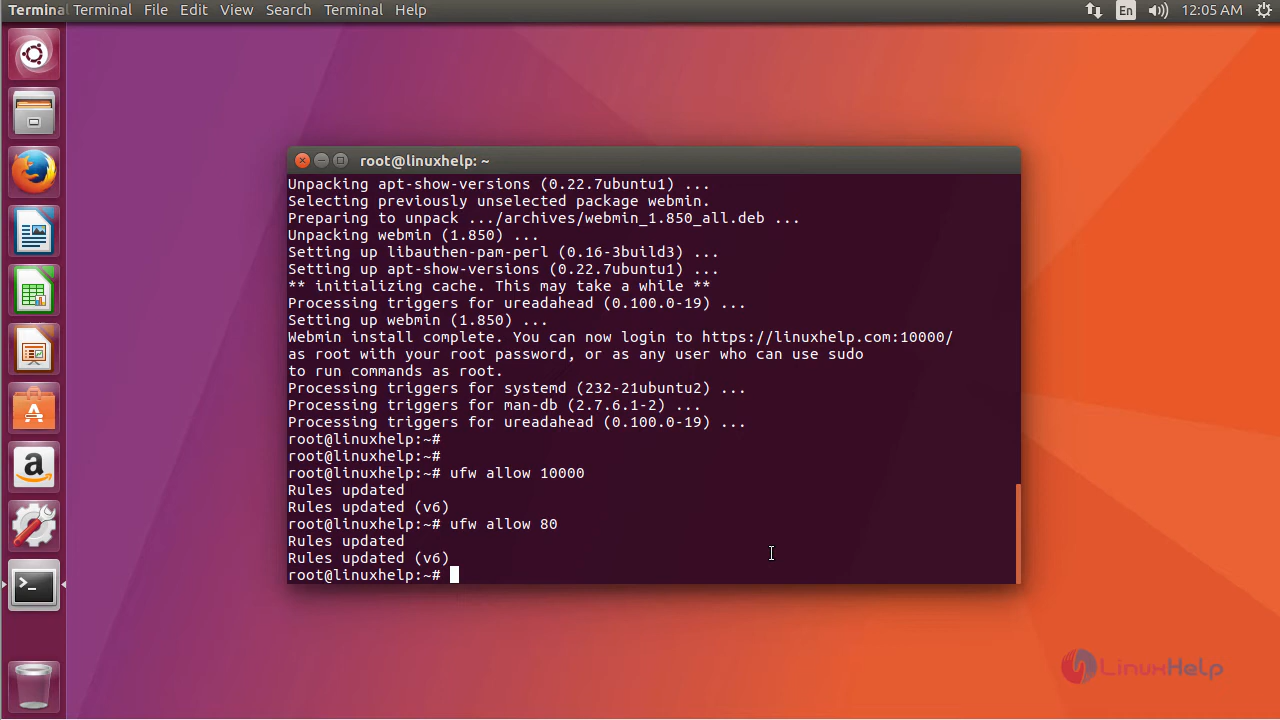 Terminal Terminal File Edit View Search Terminal Help En 12:05 AM
root@linuxhelp: ~
Unpacking apt-show-versions (0.22.7ubuntu1) ...
Selecting previously unselected package webmin.
Preparing to unpack .../archives/webmin_1.850_all.deb ...
Unpacking webmin (1.850) ...
Setting up libauthen-pam-perl (0.16-3build3) ...
Setting up apt-show-versions (0.22.7ubuntu1) ...
** initializing cache. This may take a while **
Processing triggers for ureadahead (0.100.0-19) ...
Setting up webmin (1.850) ...
Webmin install complete. You can now login to https://linuxhelp.com:10000/
as root with your root password, or as any user who can use sudo
to run commands as root.
Processing triggers for systemd (232-21ubuntu2) ...
Processing triggers for man-db (2.7.6.1-2) ...
Processing triggers for ureadahead (0.100.0-19) ...
root@linuxhelp:~#
root@linuxhelp:~#
root@linuxhelp:~# ufw allow 10000
Rules updated
Rules updated (v6)
root@linuxhelp:~# ufw allow 80
Rules updated
Rules updated (v6)
root@linuxhelp:~#
LinuxHelp